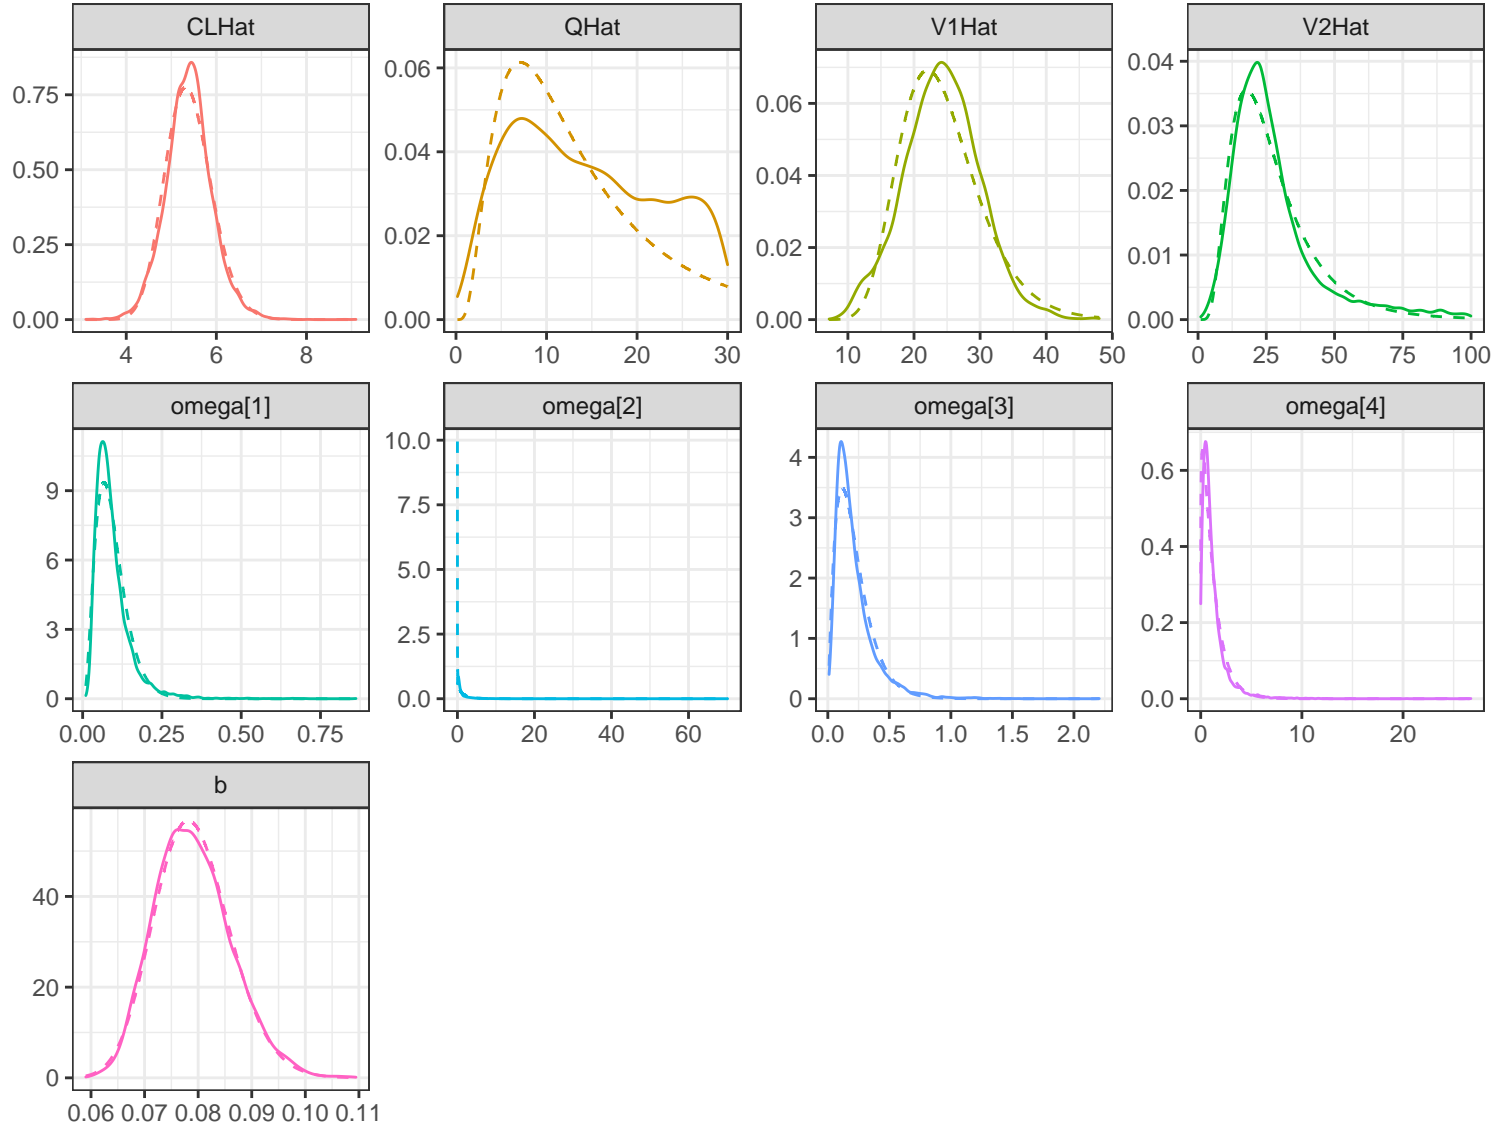 CLHat QHat V1Hat V2Hat
0.75 0.06 0.06 0.04
0.50 0.04 0.04 0.03
0.25 0.02 0.02 0.02
0.00 0.00 0.00 0.01
0.00
4 6 8 0 10 20 30 10 20 30 40 50 0 25 50 75 100
omega[1] omega[2] omega[3] omega[4]
9 10.0 4 0.6
6 7.5 3 0.4
3 5.0 2 0.2
0 2.5 1 0.0
0.0 0
0.00 0.25 0.50 0.75 0 20 40 60 0.0 0.5 1.0 1.5 2.0 0 10 20
b
40
20
0
0.06 0.07 0.08 0.09 0.10 0.11